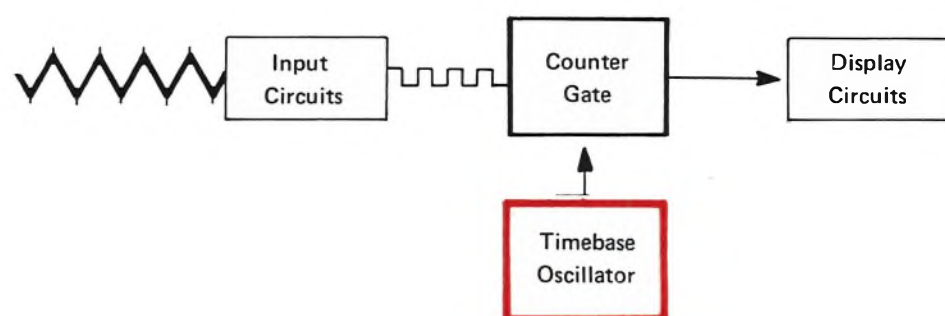 Input
Circuits
Counter
Gate
Display
Circuits
Timebase
Oscillator